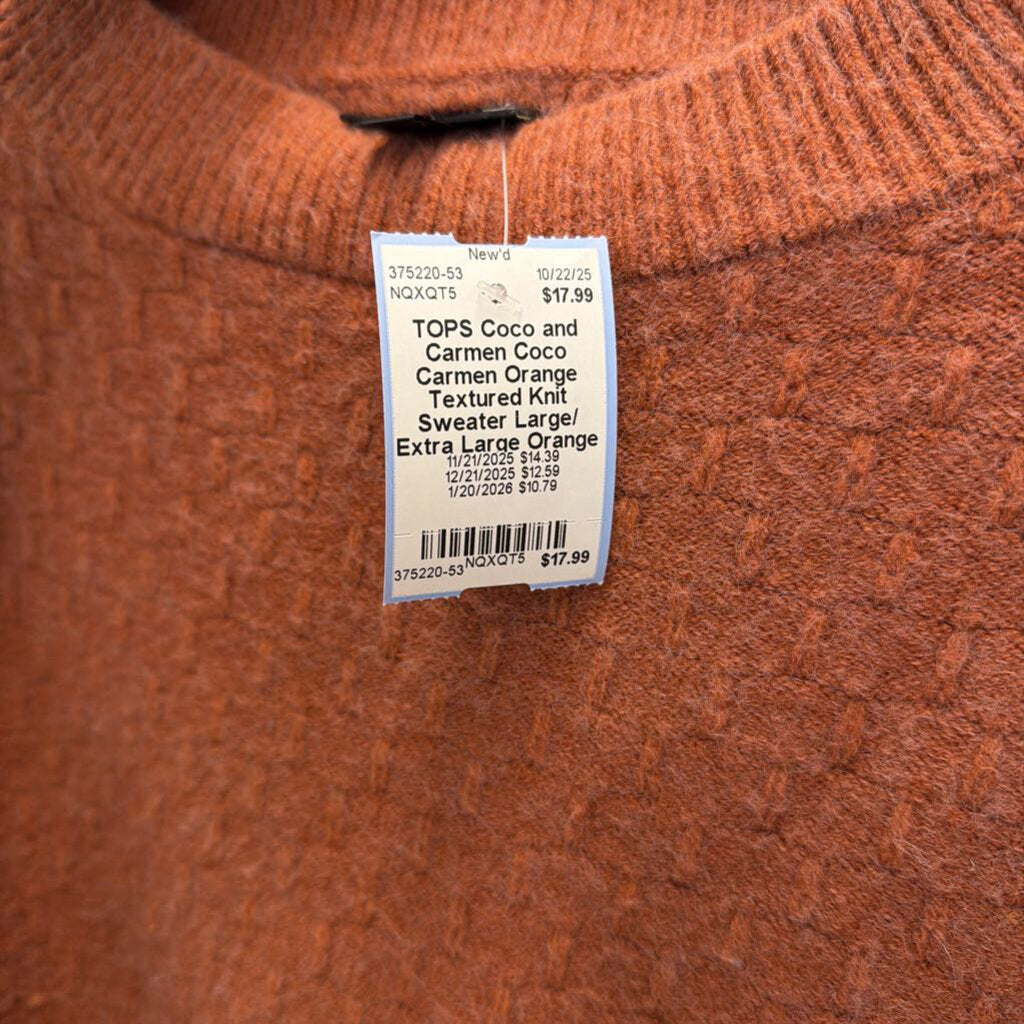 New'd
375220-53 10/22/25
NQXQT5 $17.99
TOPS Coco and
Carmen Coco
Carmen Orange
Textured Knit
Sweater Large/
Extra Large Orange
11/21/2025 $14.39
12/21/2025 $12.59
1/20/2026 $10.79
375220-53 NQXQT5 $17.99